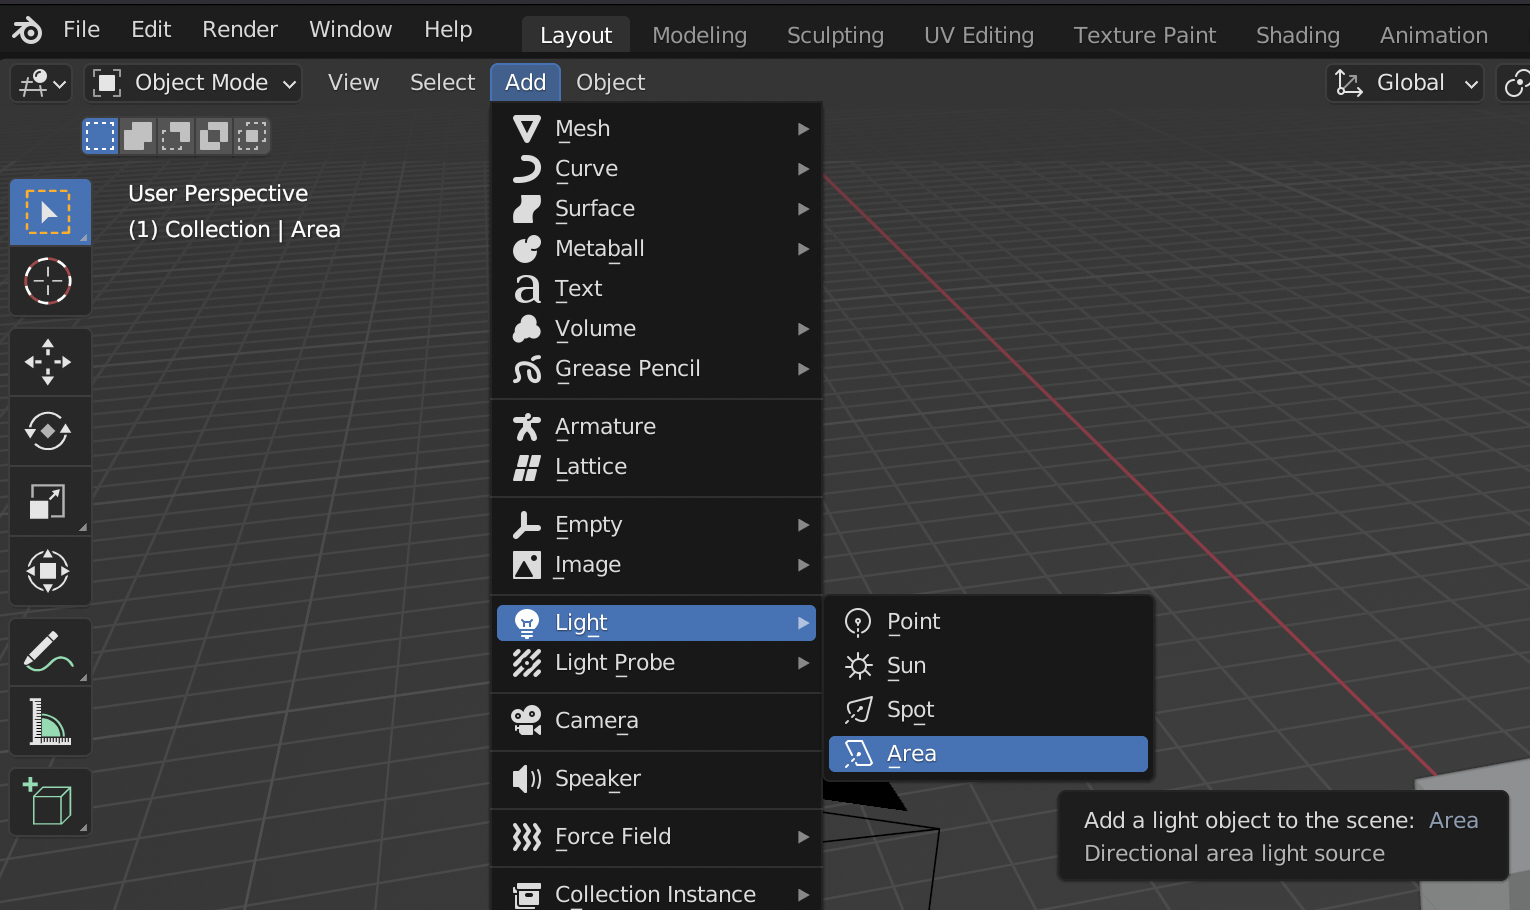 File Edit Render Window Help Layout Modeling Sculpting UV Editing Texture Paint Shading Animation
Object Mode View Select Add Object Global
User Perspective
(1) Collection | Area
Mesh
Curve
Surface
Metaball
Text
Volume
Grease Pencil
Armature
Lattice
Empty
Image
Light
Light Probe
Camera
Speaker
Force Field
Collection Instance
Point
Sun
Spot
Area
Add a light object to the scene: Area
Directional area light source